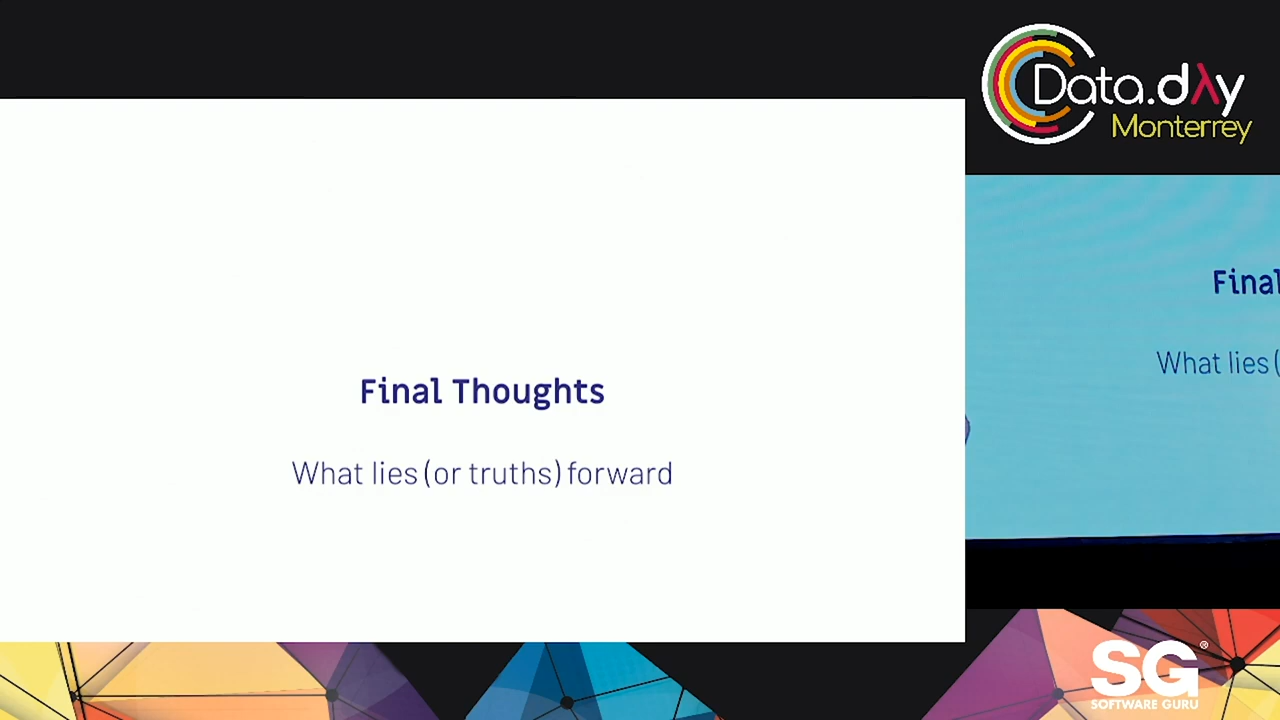 Data.dλy
Monterrey
Final Thoughts
What lies (or truths) forward
Final
What lies (
SG®
SOFTWARE GURU